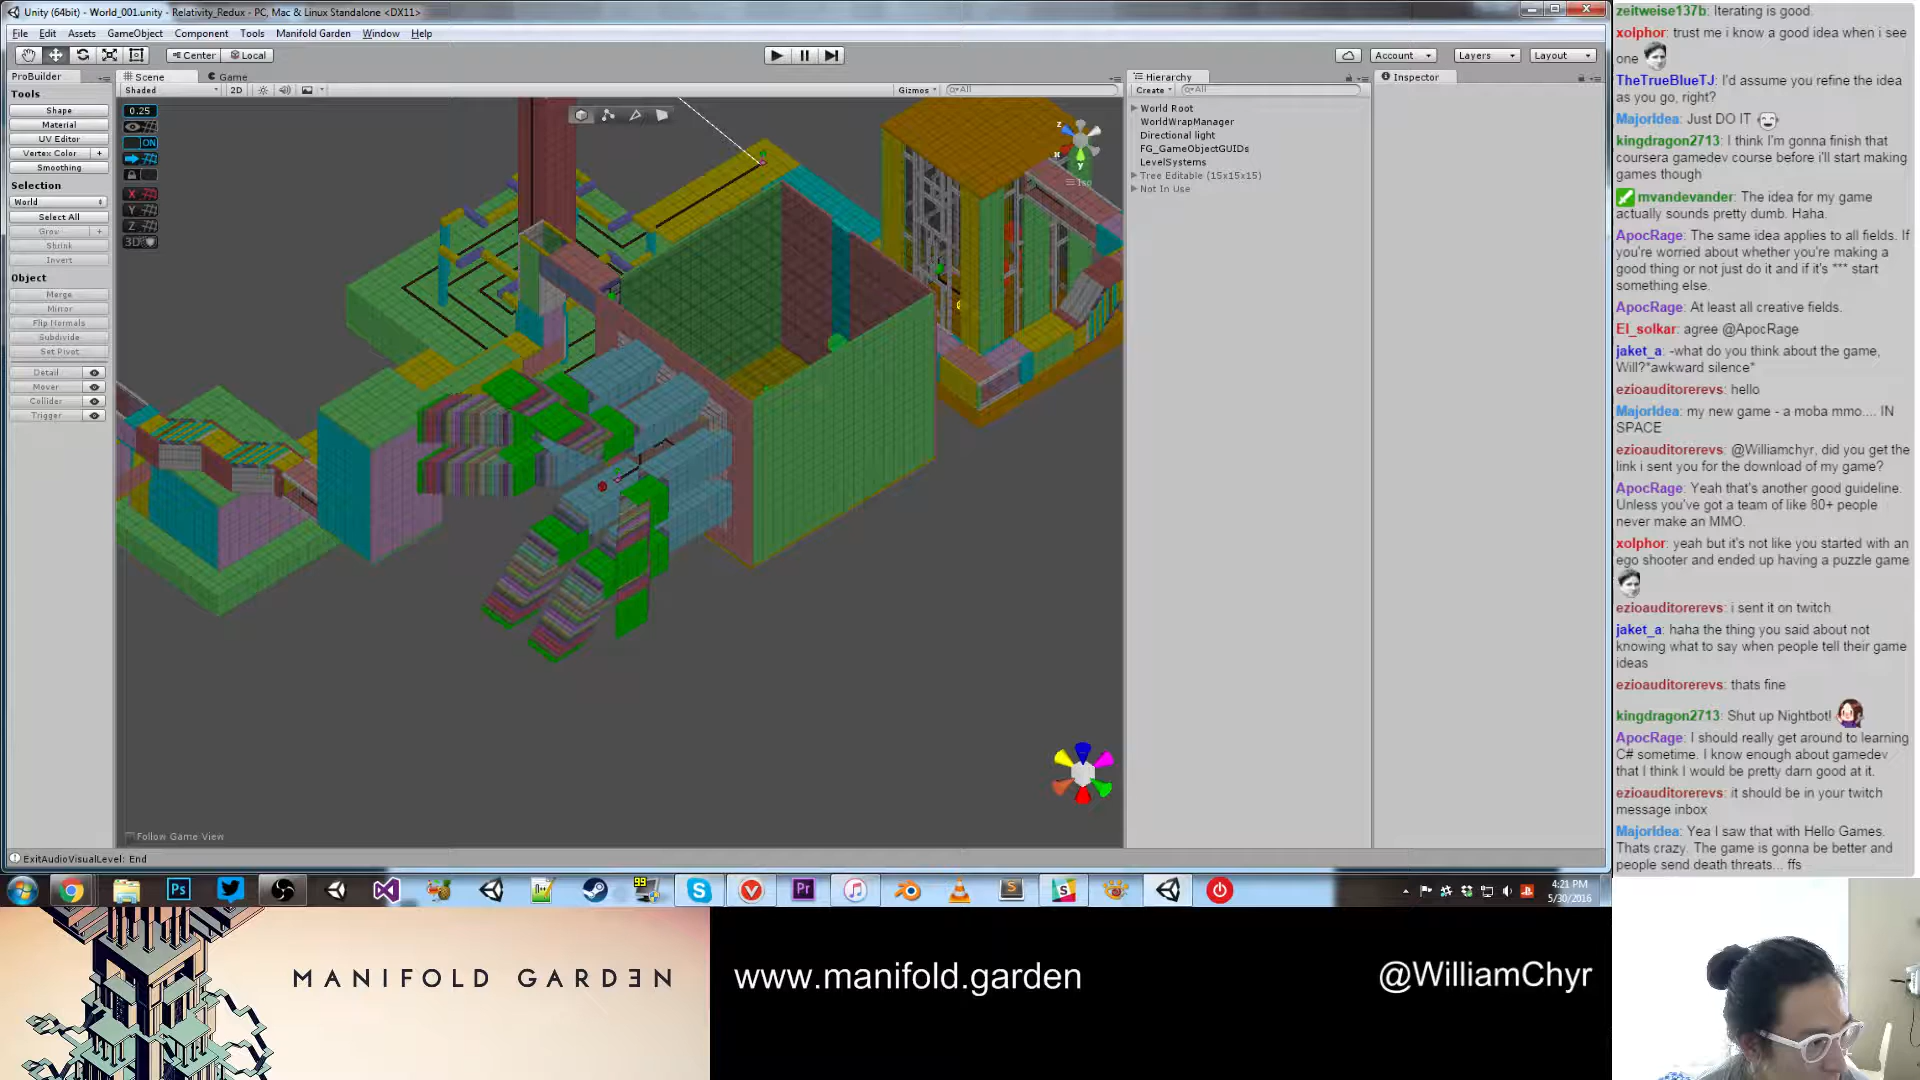 Unity (64bit) - World_001.unity - Relativity_Redux - PC, Mac & Linux Standalone <DX11>
File Edit Assets GameObject Component Tools Manifold Garden Window Help
Center Local
Account Layers Layout
ProBuilder
Tools
Shape
Material
UV Editor
Vertex Color +
Smoothing
Selection
World
Select All
Grow +
Shrink
Invert
Object
Merge
Mirror
Flip Normals
Subdivide
Set Pivot
Detail
Mover
Collider
Trigger
Scene Game
Shaded 2D Gizmos All
0.25
ON
X
Y
Z
3D
z
x
y
Iso
Follow Game View
Hierarchy
Create All
World Root
WorldWrapManager
Directional light
FG_GameObjectGUIDs
LevelSystems
Tree Editable (15x15x15)
Not In Use
Inspector
ExitAudioVisualLevel: End
99
4:21 PM
5/30/2016
zeitweise137b: Iterating is good.
xolphor: trust me i know a good idea when i see
one
TheTrueBlueTJ: I'd assume you refine the idea
as you go, right?
MajorIdea: Just DO IT
kingdragon2713: I think I'm gonna finish that
coursera gamedev course before i'll start making
games though
mvandevander: The idea for my game
actually sounds pretty dumb. Haha.
ApocRage: The same idea applies to all fields. If
you're worried about whether you're making a
good thing or not just do it and if it's *** start
something else.
ApocRage: At least all creative fields.
El_solkar: agree @ApocRage
jaket_a: -what do you think about the game,
Will?*awkward silence*
ezioauditorerevs: hello
MajorIdea: my new game - a moba mmo.... IN
SPACE
ezioauditorerevs: @Williamchyr, did you get the
link i sent you for the download of my game?
ApocRage: Yeah that's another good guideline.
Unless you've got a team of like 80+ people
never make an MMO.
xolphor: yeah but it's not like you started with an
ego shooter and ended up having a puzzle game
ezioauditorerevs: i sent it on twitch
jaket_a: haha the thing you said about not
knowing what to say when people tell their game
ideas
ezioauditorerevs: thats fine
kingdragon2713: Shut up Nightbot!
ApocRage: I should really get around to learning
C# sometime. I know enough about gamedev
that I think I would be pretty darn good at it.
ezioauditorerevs: it should be in your twitch
message inbox
MajorIdea: Yea I saw that with Hello Games.
Thats crazy. The game is gonna be better and
people send death threats... ffs
MANIFOLD GARDEN
www.manifold.garden
@WilliamChyr